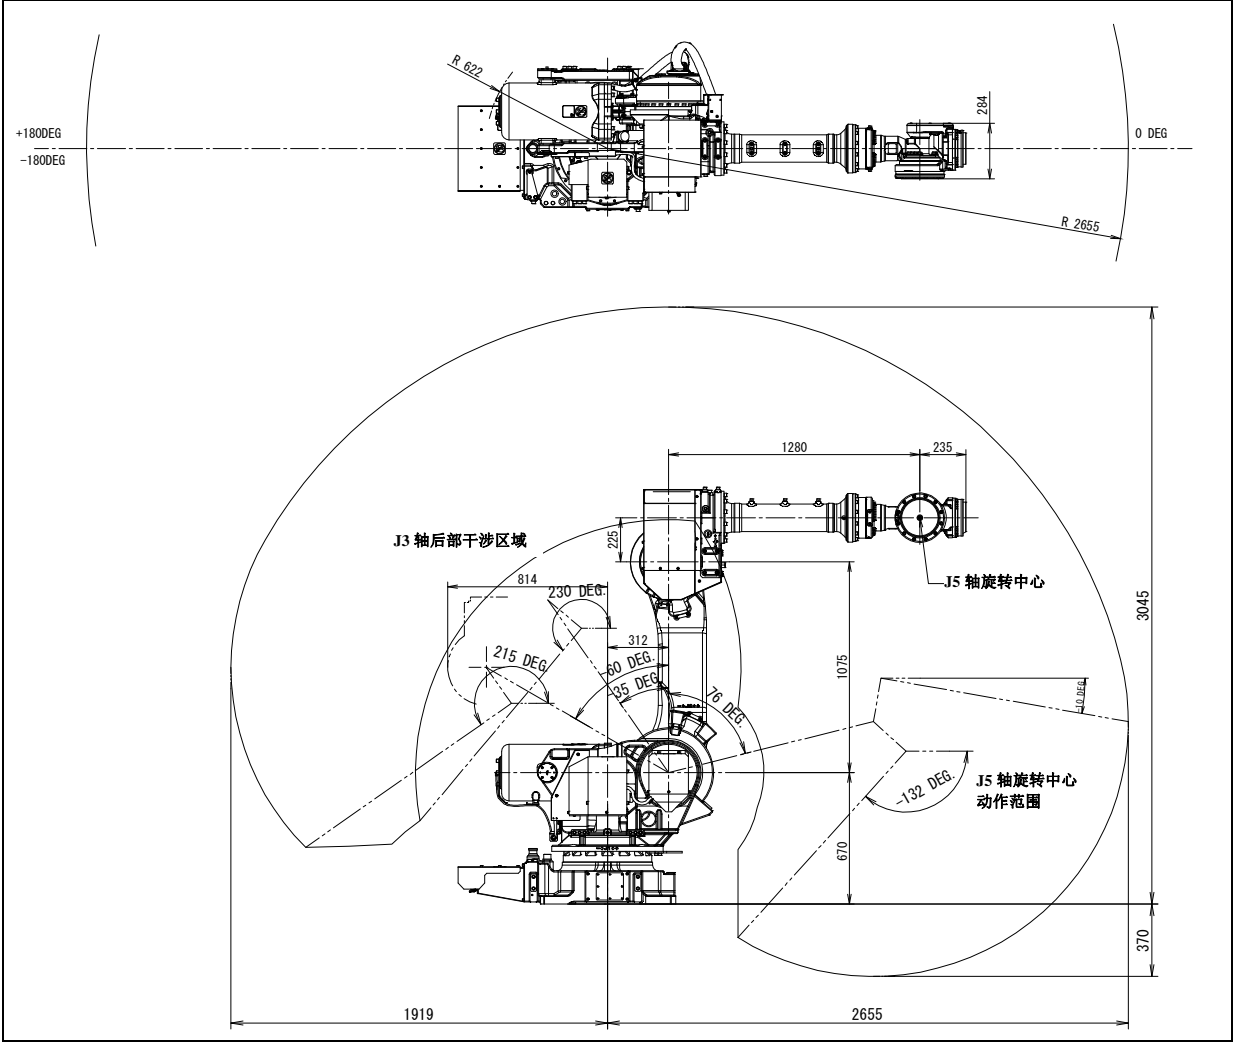 R 622
284
+180DEG
-180DEG
0 DEG
R 2655
1280
235
J3 轴后部干涉区域
225
J5 轴旋转中心
814
230 DEG.
3045
312
215 DEG.
-60 DEG.
1075
-35 DEG.
76 DEG.
-10 DEG.
J5 轴旋转中心
动作范围
-132 DEG.
670
370
1919
2655